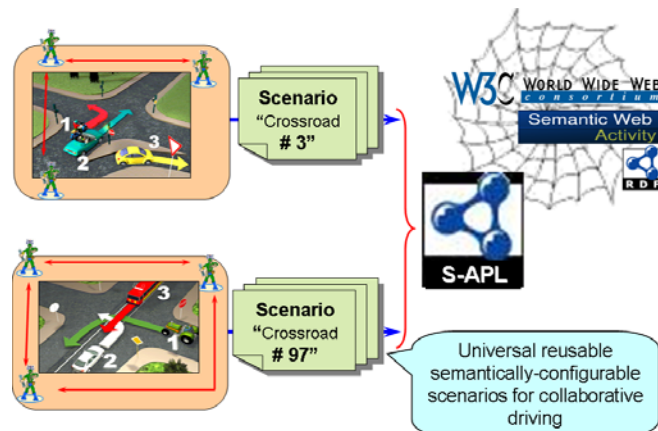 1
2
3
Scenario
“Crossroad
# 3”
W3C WORLD WIDE WEB
consortium
Semantic Web
Activity
RDF
S-APL
3
1
2
Scenario
“Crossroad
# 97”
Universal reusable
semantically-configurable
scenarios for collaborative
driving